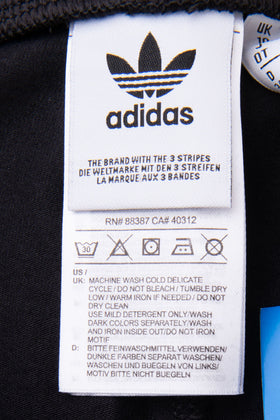 adidas
THE BRAND WITH THE 3 STRIPES
DIE WELTMARKE MIT DEN 3 STREIFEN
LA MARQUE AUX 3 BANDES
RN# 88387 CA# 40312
30
US /
UK: MACHINE WASH COLD DELICATE
CYCLE / DO NOT BLEACH / TUMBLE DRY
LOW / WARM IRON IF NEEDED / DO NOT
DRY CLEAN
USE MILD DETERGENT ONLY/WASH
DARK COLORS SEPARATELY/WASH
AND IRON INSIDE OUT/DO NOT IRON
MOTIF
D: BITTE FEINWASCHMITTEL VERWENDEN/
DUNKLE FARBEN SEPARAT WASCHEN/
WASCHEN UND BUEGELN VON LINKS/
MOTIV BITTE NICHT BUEGELN/
UK